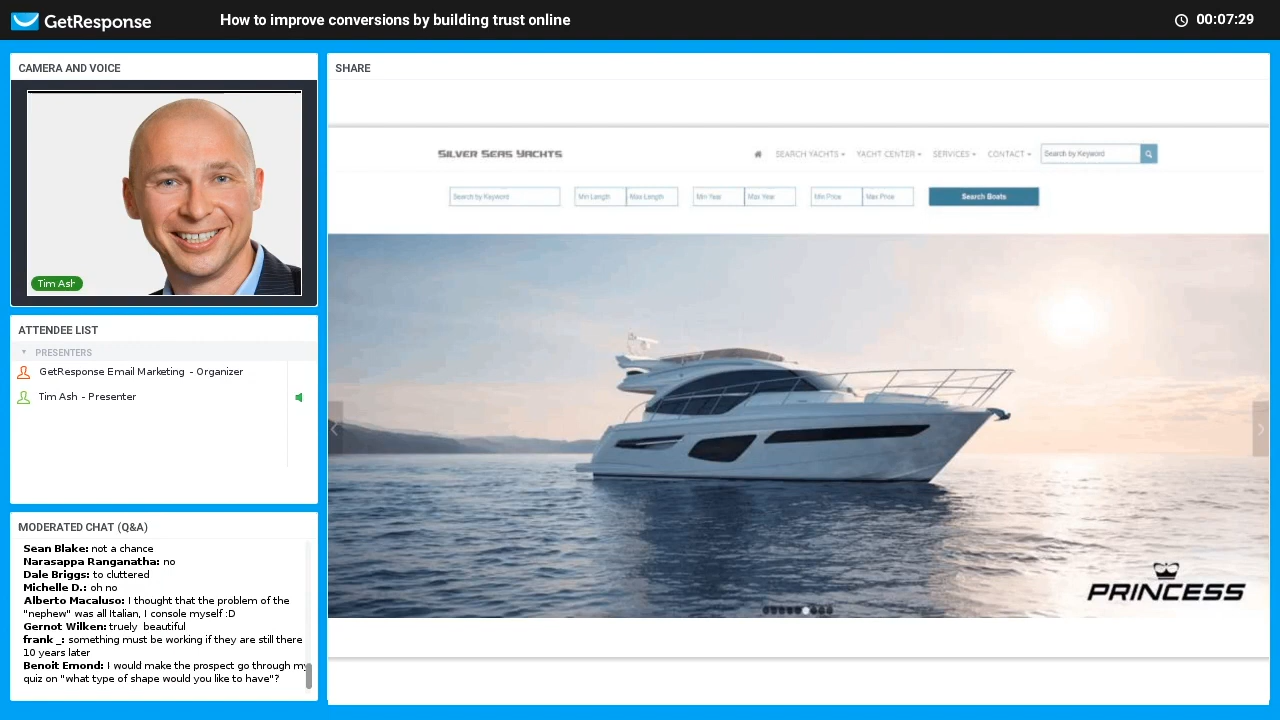 GetResponse
How to improve conversions by building trust online
00:07:29
CAMERA AND VOICE
Tim Ash
ATTENDEE LIST
PRESENTERS
GetResponse Email Marketing - Organizer
Tim Ash - Presenter
MODERATED CHAT (Q&A)
Sean Blake: not a chance
Narasappa Ranganatha: no
Dale Briggs: to cluttered
Michelle D.: oh no
Alberto Macaluso: I thought that the problem of the
"nephew" was all Italian, I console myself :D
Gernot Wilken: truely beautiful
frank _: something must be working if they are still there
10 years later
Benoit Emond: I would make the prospect go through my
quiz on "what type of shape would you like to have"?
SHARE
SILVER SEAS YACHTS
SEARCH YACHTS
YACHT CENTER
SERVICES
CONTACT
Search by Keyword
Search by Keyword
Min Length
Max Length
Min Year
Max Year
Min Price
Max Price
Search Boats
PRINCESS